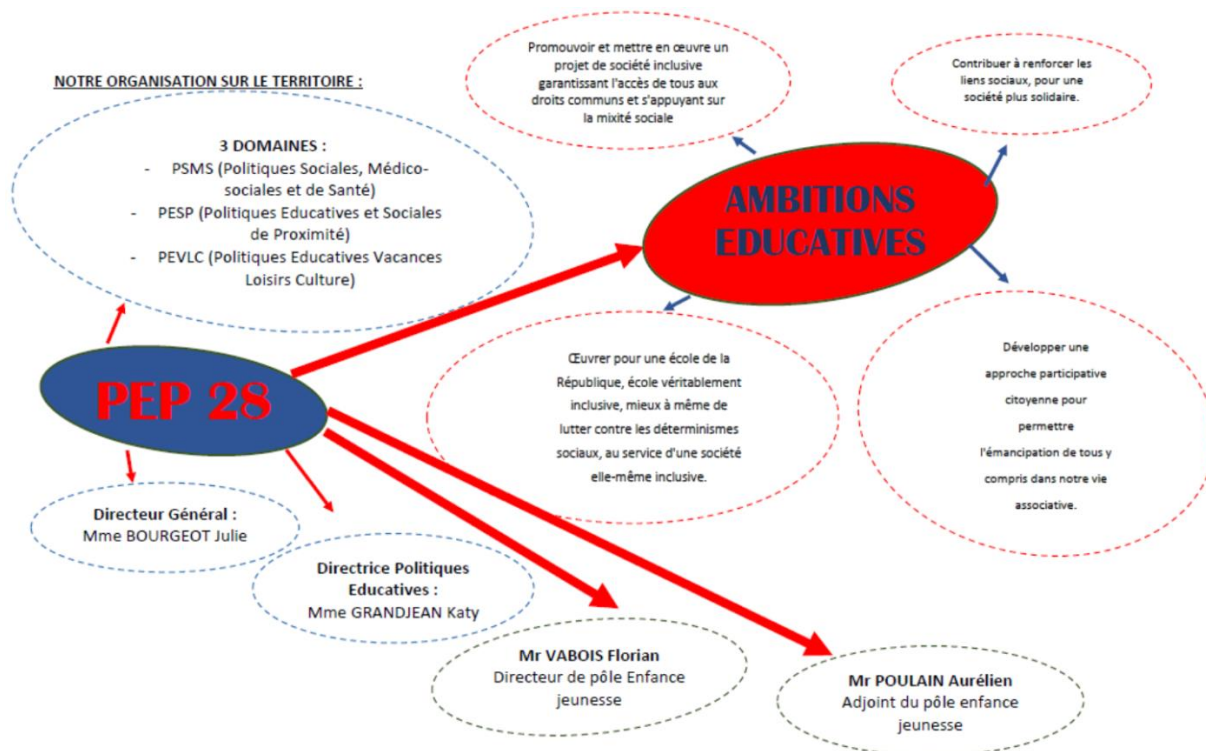 NOTRE ORGANISATION SUR LE TERRITOIRE :
3 DOMAINES :
- PSMS (Politiques Sociales, Médico-
sociales et de Santé)
- PESP (Politiques Educatives et Sociales
de Proximité)
- PEVLC (Politiques Educatives Vacances
Loisirs Culture)
Promouvoir et mettre en œuvre un
projet de société inclusive
garantissant l'accès de tous aux
droits communs et s'appuyant sur
la mixité sociale
Contribuer à renforcer les
liens sociaux, pour une
société plus solidaire.
AMBITIONS
EDUCATIVES
PEP 28
Œuvrer pour une école de la
République, école véritablement
inclusive, mieux à même de
lutter contre les déterminismes
sociaux, au service d'une société
elle-même inclusive.
Développer une
approche participative
citoyenne pour
permettre
l'émancipation de tous y
compris dans notre vie
associative.
Directeur Général :
Mme BOURGEOT Julie
Directrice Politiques
Educatives :
Mme GRANDJEAN Katy
Mr VABOIS Florian
Directeur de pôle Enfance
jeunesse
Mr POULAIN Aurélien
Adjoint du pôle enfance
jeunesse